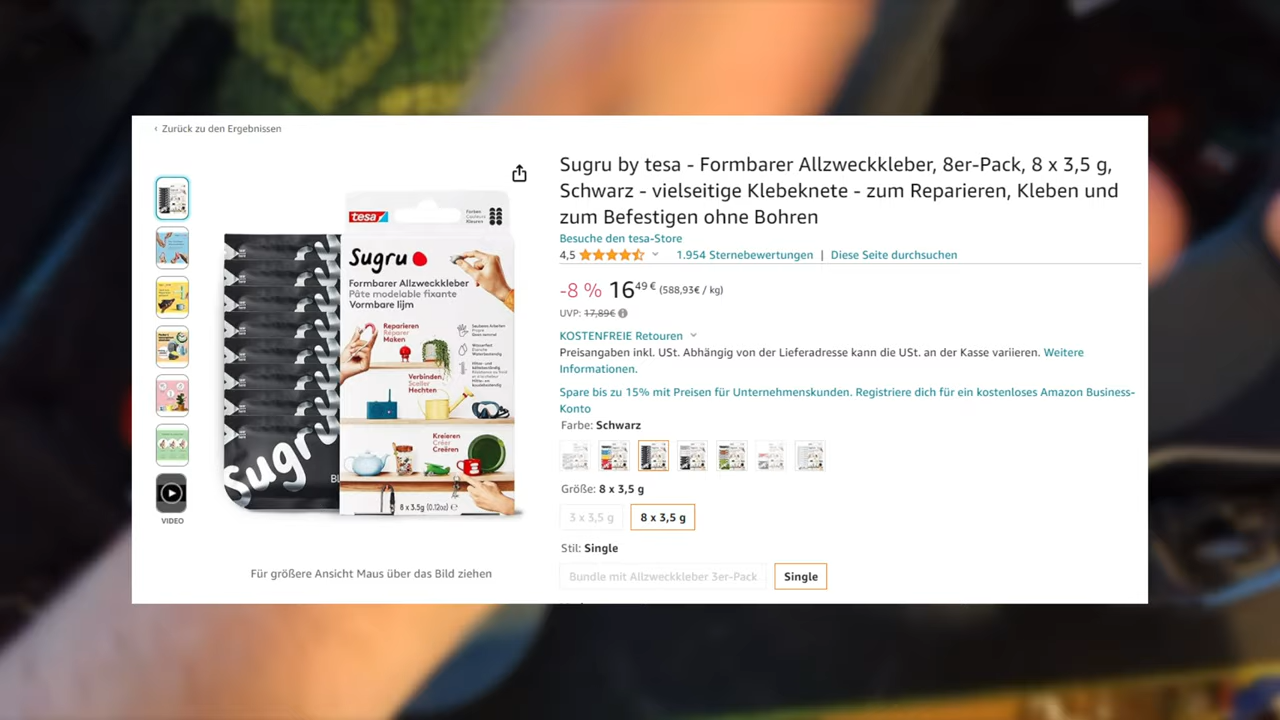 ‹ Zurück zu den Ergebnissen
Sugru by tesa - Formbarer Allzweckkleber, 8er-Pack, 8 x 3,5 g,
Schwarz - vielseitige Klebeknete - zum Reparieren, Kleben und
zum Befestigen ohne Bohren
Besuche den tesa-Store
4,5
1.954 Sternebewertungen | Diese Seite durchsuchen
-8 % 16 49 € (588,93€ / kg)
UVP: 17,89€
KOSTENFREIE Retouren
Preisangaben inkl. USt. Abhängig von der Lieferadresse kann die USt. an der Kasse variieren. Weitere
Informationen.
Spare bis zu 15% mit Preisen für Unternehmenskunden. Registriere dich für ein kostenloses Amazon Business-
Konto
Farbe: Schwarz
Größe: 8 x 3,5 g
3 x 3,5 g
8 x 3,5 g
Stil: Single
Bundle mit Allzweckkleber 3er-Pack
Single
tesa
Sugru
Formbarer Allzweckkleber
Pâte modelable fixante
Vormbare lijm
Reparieren
Réparer
Maken
Verbinden
Sceller
Hechten
Kreieren
Créer
Creëren
8 x 3.5g (0.12oz) ℮
Sugru
VIDEO
Für größere Ansicht Maus über das Bild ziehen